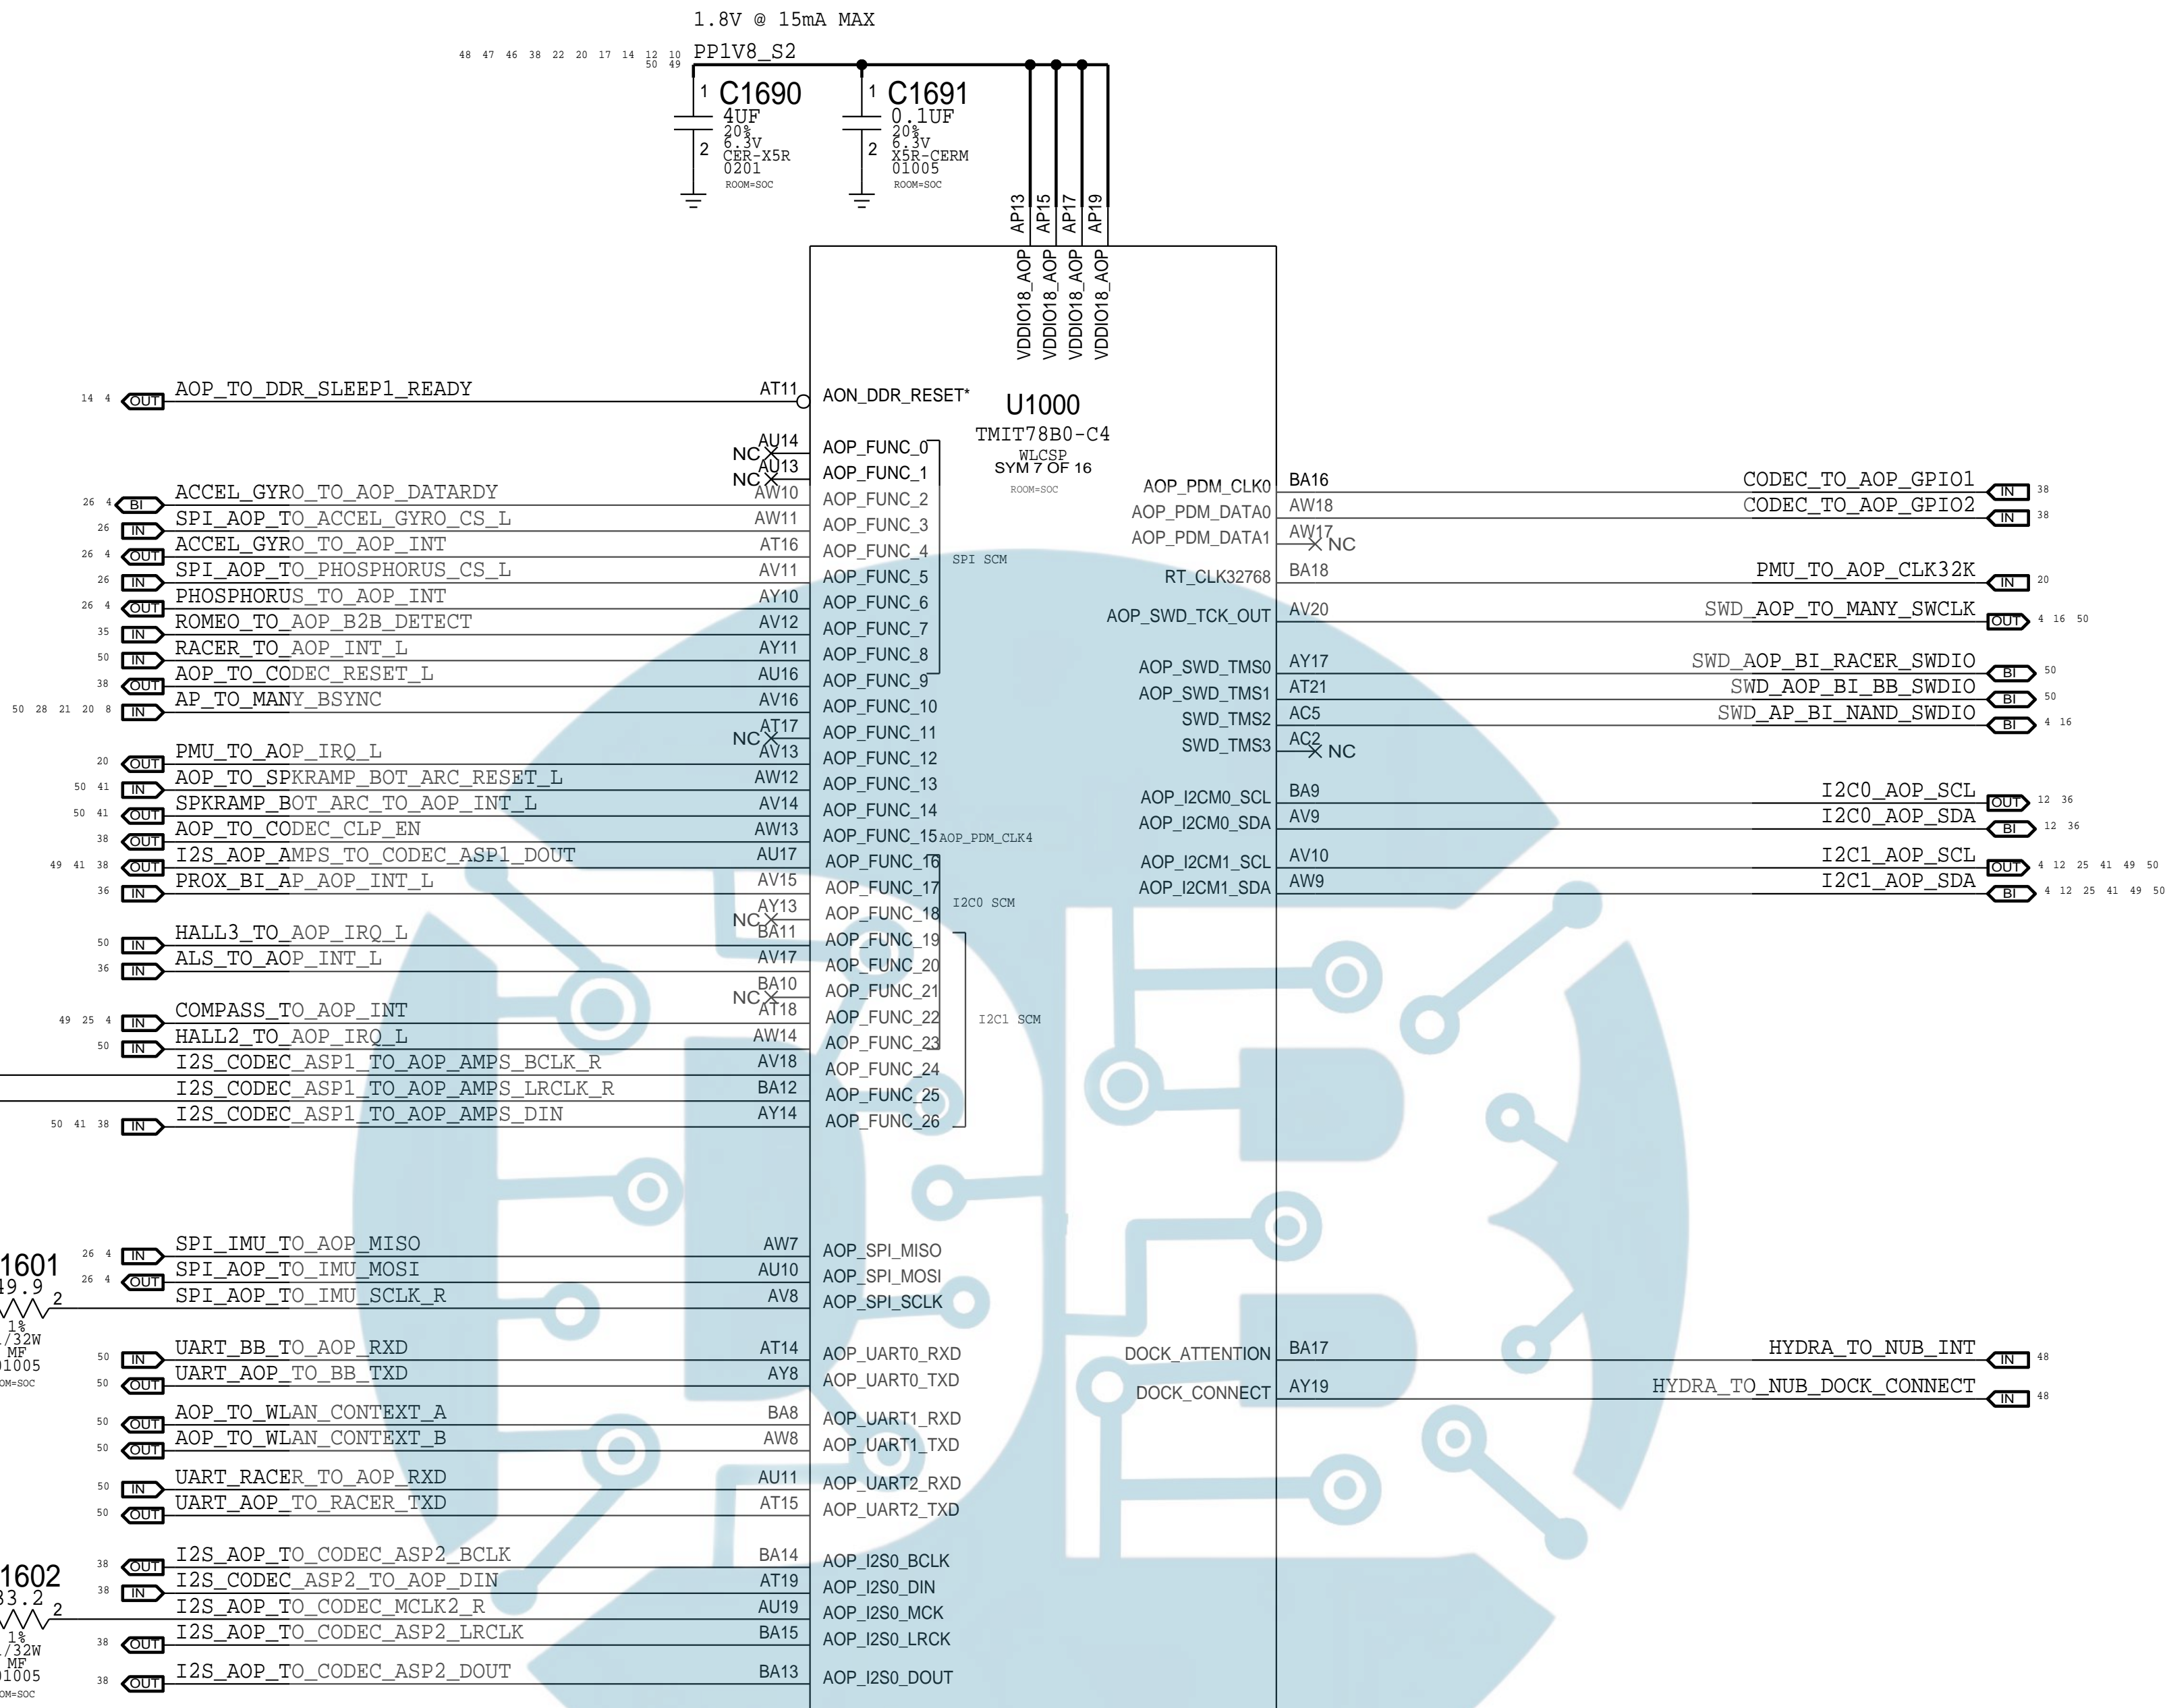 1.8V @ 15mA MAX
48 47 46 38 22 20 17 14 12 10 PP1V8_S2
50 49
1 C1690
4UF
20%
6.3V
2 CER-X5R
0201
ROOM=SOC
1 C1691
0.1UF
20%
6.3V
2 X5R-CERM
01005
ROOM=SOC
AP13 AP15 AP17 AP19
VDDIO18_AOP VDDIO18_AOP VDDIO18_AOP VDDIO18_AOP
14 4 OUT AOP_TO_DDR_SLEEP1_READY AT11 AON_DDR_RESET*
U1000
TMIT78B0-C4
WLCSP
SYM 7 OF 16
ROOM=SOC
NC AU14 AOP_FUNC_0
NC AU13 AOP_FUNC_1
26 4 BI ACCEL_GYRO_TO_AOP_DATARDY AW10 AOP_FUNC_2
26 IN SPI_AOP_TO_ACCEL_GYRO_CS_L AW11 AOP_FUNC_3
26 4 OUT ACCEL_GYRO_TO_AOP_INT AT16 AOP_FUNC_4
SPI SCM
26 IN SPI_AOP_TO_PHOSPHORUS_CS_L AV11 AOP_FUNC_5
26 4 OUT PHOSPHORUS_TO_AOP_INT AY10 AOP_FUNC_6
35 IN ROMEO_TO_AOP_B2B_DETECT AV12 AOP_FUNC_7
50 IN RACER_TO_AOP_INT_L AY11 AOP_FUNC_8
38 OUT AOP_TO_CODEC_RESET_L AU16 AOP_FUNC_9
50 28 21 20 8 IN AP_TO_MANY_BSYNC AV16 AOP_FUNC_10
NC AT17 AOP_FUNC_11
20 OUT PMU_TO_AOP_IRQ_L AV13 AOP_FUNC_12
50 41 IN AOP_TO_SPKRAMP_BOT_ARC_RESET_L AW12 AOP_FUNC_13
50 41 OUT SPKRAMP_BOT_ARC_TO_AOP_INT_L AV14 AOP_FUNC_14
38 OUT AOP_TO_CODEC_CLP_EN AW13 AOP_FUNC_15 AOP_PDM_CLK4
49 41 38 OUT I2S_AOP_AMPS_TO_CODEC_ASP1_DOUT AU17 AOP_FUNC_16
36 IN PROX_BI_AP_AOP_INT_L AV15 AOP_FUNC_17
I2C0 SCM
NC AY13 AOP_FUNC_18
50 IN HALL3_TO_AOP_IRQ_L BA11 AOP_FUNC_19
36 IN ALS_TO_AOP_INT_L AV17 AOP_FUNC_20
NC BA10 AOP_FUNC_21
49 25 4 IN COMPASS_TO_AOP_INT AT18 AOP_FUNC_22
I2C1 SCM
50 IN HALL2_TO_AOP_IRQ_L AW14 AOP_FUNC_23
I2S_CODEC_ASP1_TO_AOP_AMPS_BCLK_R AV18 AOP_FUNC_24
I2S_CODEC_ASP1_TO_AOP_AMPS_LRCLK_R BA12 AOP_FUNC_25
50 41 38 IN I2S_CODEC_ASP1_TO_AOP_AMPS_DIN AY14 AOP_FUNC_26
AOP_PDM_CLK0 BA16 CODEC_TO_AOP_GPIO1 IN 38
AOP_PDM_DATA0 AW18 CODEC_TO_AOP_GPIO2 IN 38
AOP_PDM_DATA1 AW17 NC
RT_CLK32768 BA18 PMU_TO_AOP_CLK32K IN 20
AOP_SWD_TCK_OUT AV20 SWD_AOP_TO_MANY_SWCLK OUT 4 16 50
AOP_SWD_TMS0 AY17 SWD_AOP_BI_RACER_SWDIO BI 50
AOP_SWD_TMS1 AT21 SWD_AOP_BI_BB_SWDIO BI 50
SWD_TMS2 AC5 SWD_AP_BI_NAND_SWDIO BI 4 16
SWD_TMS3 AC2 NC
AOP_I2CM0_SCL BA9 I2C0_AOP_SCL OUT 12 36
AOP_I2CM0_SDA AV9 I2C0_AOP_SDA BI 12 36
AOP_I2CM1_SCL AV10 I2C1_AOP_SCL OUT 4 12 25 41 49 50
AOP_I2CM1_SDA AW9 I2C1_AOP_SDA BI 4 12 25 41 49 50
26 4 IN SPI_IMU_TO_AOP_MISO AW7 AOP_SPI_MISO
26 4 OUT SPI_AOP_TO_IMU_MOSI AU10 AOP_SPI_MOSI
SPI_AOP_TO_IMU_SCLK_R AV8 AOP_SPI_SCLK
1601
49.9
2
1%
/32W
MF
01005
OM=SOC
50 IN UART_BB_TO_AOP_RXD AT14 AOP_UART0_RXD
50 OUT UART_AOP_TO_BB_TXD AY8 AOP_UART0_TXD
50 OUT AOP_TO_WLAN_CONTEXT_A BA8 AOP_UART1_RXD
50 OUT AOP_TO_WLAN_CONTEXT_B AW8 AOP_UART1_TXD
50 IN UART_RACER_TO_AOP_RXD AU11 AOP_UART2_RXD
50 OUT UART_AOP_TO_RACER_TXD AT15 AOP_UART2_TXD
DOCK_ATTENTION BA17 HYDRA_TO_NUB_INT IN 48
DOCK_CONNECT AY19 HYDRA_TO_NUB_DOCK_CONNECT IN 48
38 OUT I2S_AOP_TO_CODEC_ASP2_BCLK BA14 AOP_I2S0_BCLK
38 IN I2S_CODEC_ASP2_TO_AOP_DIN AT19 AOP_I2S0_DIN
I2S_AOP_TO_CODEC_MCLK2_R AU19 AOP_I2S0_MCK
38 OUT I2S_AOP_TO_CODEC_ASP2_LRCLK BA15 AOP_I2S0_LRCK
38 OUT I2S_AOP_TO_CODEC_ASP2_DOUT BA13 AOP_I2S0_DOUT
1602
33.2
2
1%
/32W
MF
01005
OM=SOC